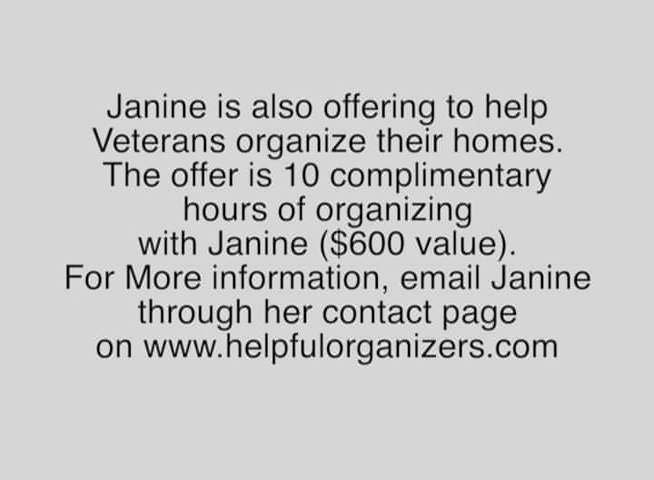 Janine is also offering to help
Veterans organize their homes.
The offer is 10 complimentary
hours of organizing
with Janine ($600 value).
For More information, email Janine
through her contact page
on www.helpfulorganizers.com